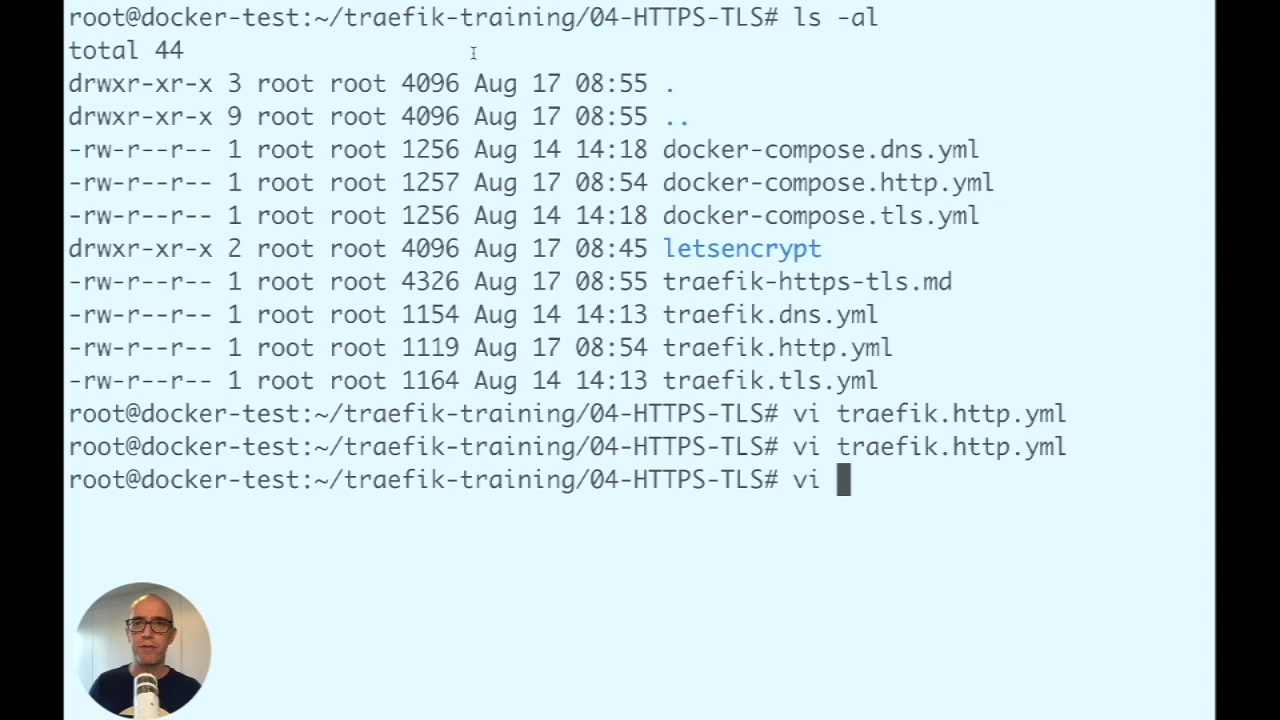 root@docker-test:~/traefik-training/04-HTTPS-TLS# ls -al
total 44
drwxr-xr-x 3 root root 4096 Aug 17 08:55 .
drwxr-xr-x 9 root root 4096 Aug 17 08:55 ..
-rw-r--r-- 1 root root 1256 Aug 14 14:18 docker-compose.dns.yml
-rw-r--r-- 1 root root 1257 Aug 17 08:54 docker-compose.http.yml
-rw-r--r-- 1 root root 1256 Aug 14 14:18 docker-compose.tls.yml
drwxr-xr-x 2 root root 4096 Aug 17 08:45 letsencrypt
-rw-r--r-- 1 root root 4326 Aug 17 08:55 traefik-https-tls.md
-rw-r--r-- 1 root root 1154 Aug 14 14:13 traefik.dns.yml
-rw-r--r-- 1 root root 1119 Aug 17 08:54 traefik.http.yml
-rw-r--r-- 1 root root 1164 Aug 14 14:13 traefik.tls.yml
root@docker-test:~/traefik-training/04-HTTPS-TLS# vi traefik.http.yml
root@docker-test:~/traefik-training/04-HTTPS-TLS# vi traefik.http.yml
root@docker-test:~/traefik-training/04-HTTPS-TLS# vi